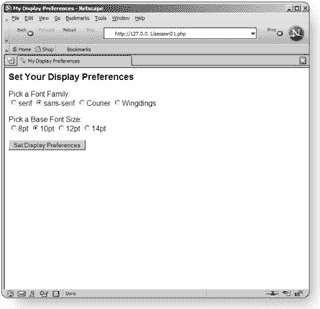 My Display Preferences - Netscape
File Edit View Go Bookmarks Tools Window Help
Back Forward Reload Stop http://127.0.0.1/session01.php Print
Home Shop Bookmarks
My Display Preferences
Set Your Display Preferences
Pick a Font Family:
serif sans-serif Courier Wingdings
Pick a Base Font Size:
8pt 10pt 12pt 14pt
Set Display Preferences
Done